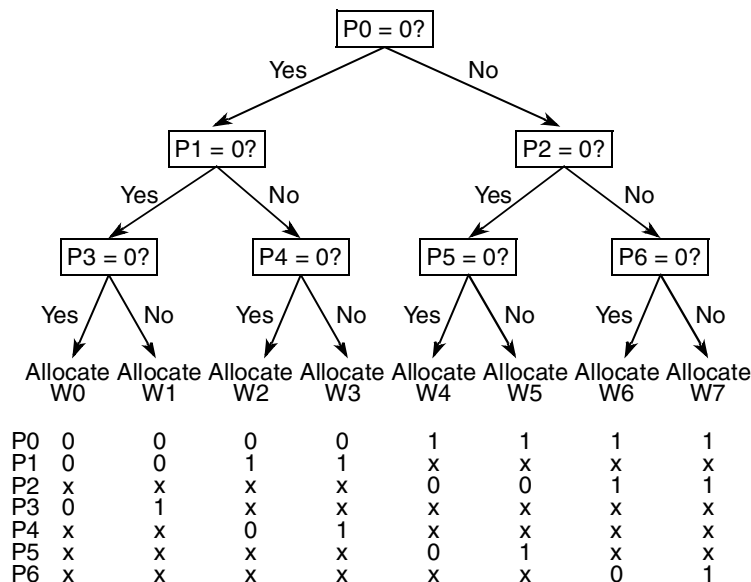 P0 = 0?
Yes No
P1 = 0? P2 = 0?
Yes No Yes No
P3 = 0? P4 = 0? P5 = 0? P6 = 0?
Yes No Yes No Yes No Yes No
Allocate Allocate Allocate Allocate Allocate Allocate Allocate Allocate
W0 W1 W2 W3 W4 W5 W6 W7
P0 0 0 0 0 1 1 1 1
P1 0 0 1 1 x x x x
P2 x x x x 0 0 1 1
P3 0 1 x x x x x x
P4 x x 0 1 x x x x
P5 x x x x 0 1 x x
P6 x x x x x x 0 1